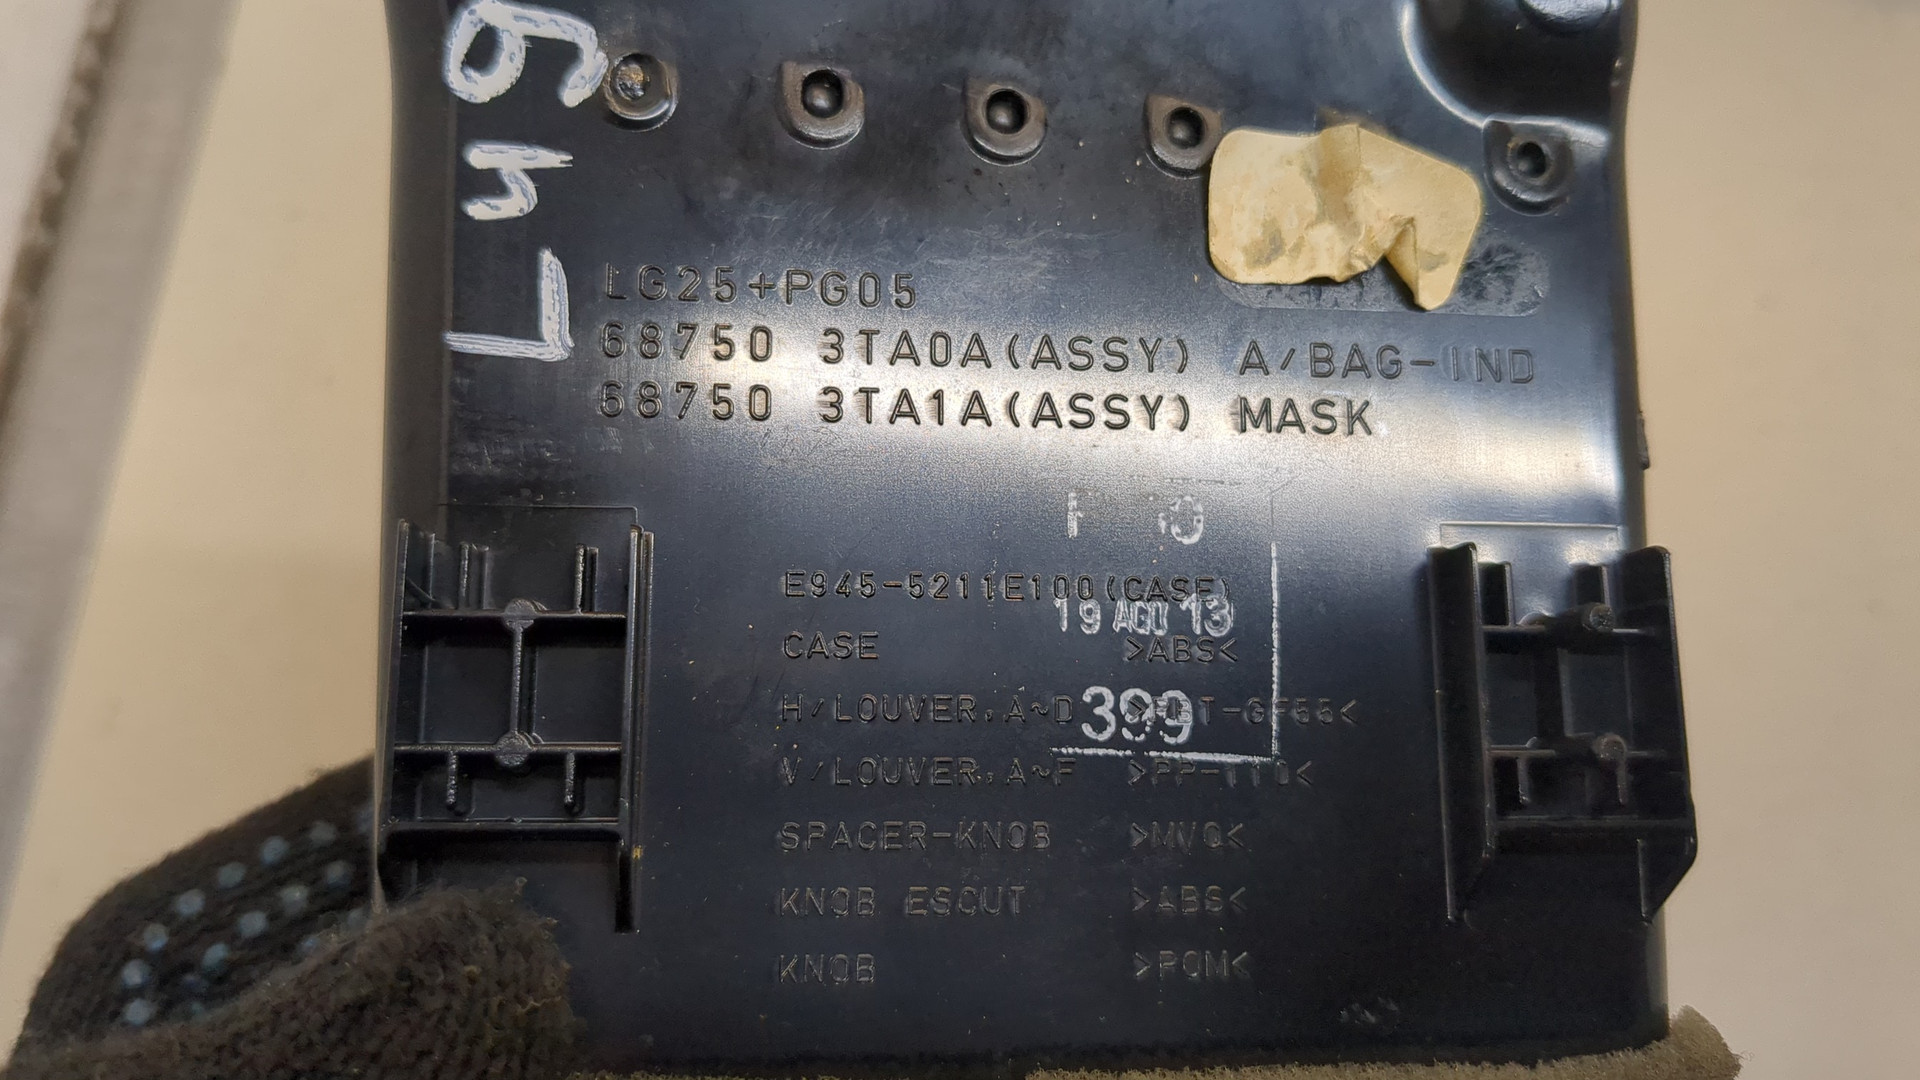 L49
LG25+PG05
68750 3TA0A(ASSY) A/BAG-IND
68750 3TA1A(ASSY) MASK
E945-5211E100(CASE)
19 AGO 13
CASE >ABS<
H/LOUVER.A~D
399
V/LOUVER.A~F
SPACER-KNOB >MVQ<
KNOB ESCUT >ABS<
KNOB >POM<